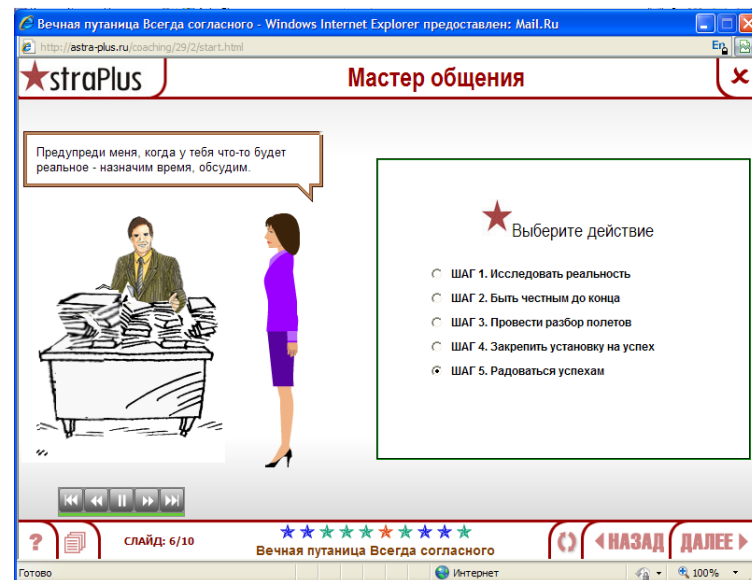 Вечная путаница Всегда согласного - Windows Internet Explorer предоставлен: Mail.Ru
http://astra-plus.ru/coaching/29/2/start.html
En
straPlus
Мастер общения
Предупреди меня, когда у тебя что-то будет
реальное - назначим время, обсудим.
Выберите действие
ШАГ 1. Исследовать реальность
ШАГ 2. Быть честным до конца
ШАГ 3. Провести разбор полетов
ШАГ 4. Закрепить установку на успех
ШАГ 5. Радоваться успехам
?
СЛАЙД: 6/10
Вечная путаница Всегда согласного
НАЗАД
ДАЛЕЕ
Готово
Интернет
100%